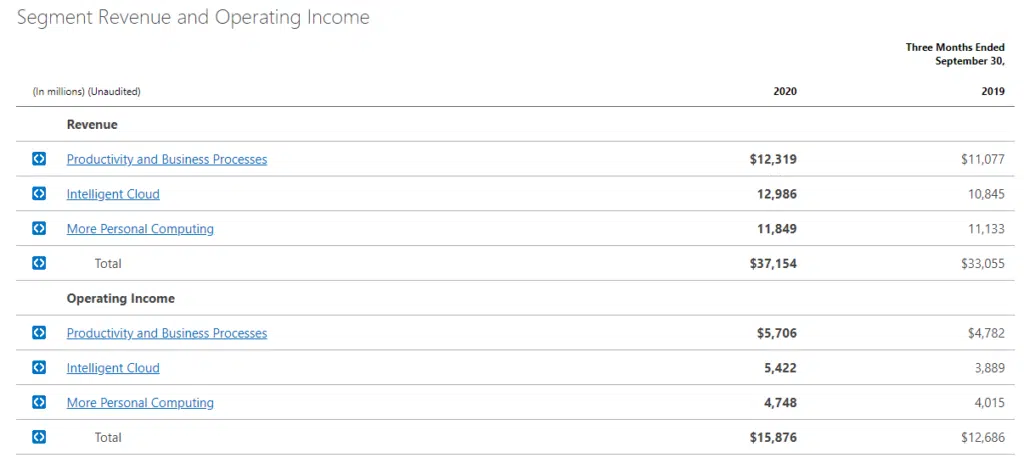 Segment Revenue and Operating Income
Three Months Ended
September 30,
(In millions) (Unaudited) 2020 2019
Revenue
Productivity and Business Processes $12,319 $11,077
Intelligent Cloud 12,986 10,845
More Personal Computing 11,849 11,133
Total $37,154 $33,055
Operating Income
Productivity and Business Processes $5,706 $4,782
Intelligent Cloud 5,422 3,889
More Personal Computing 4,748 4,015
Total $15,876 $12,686